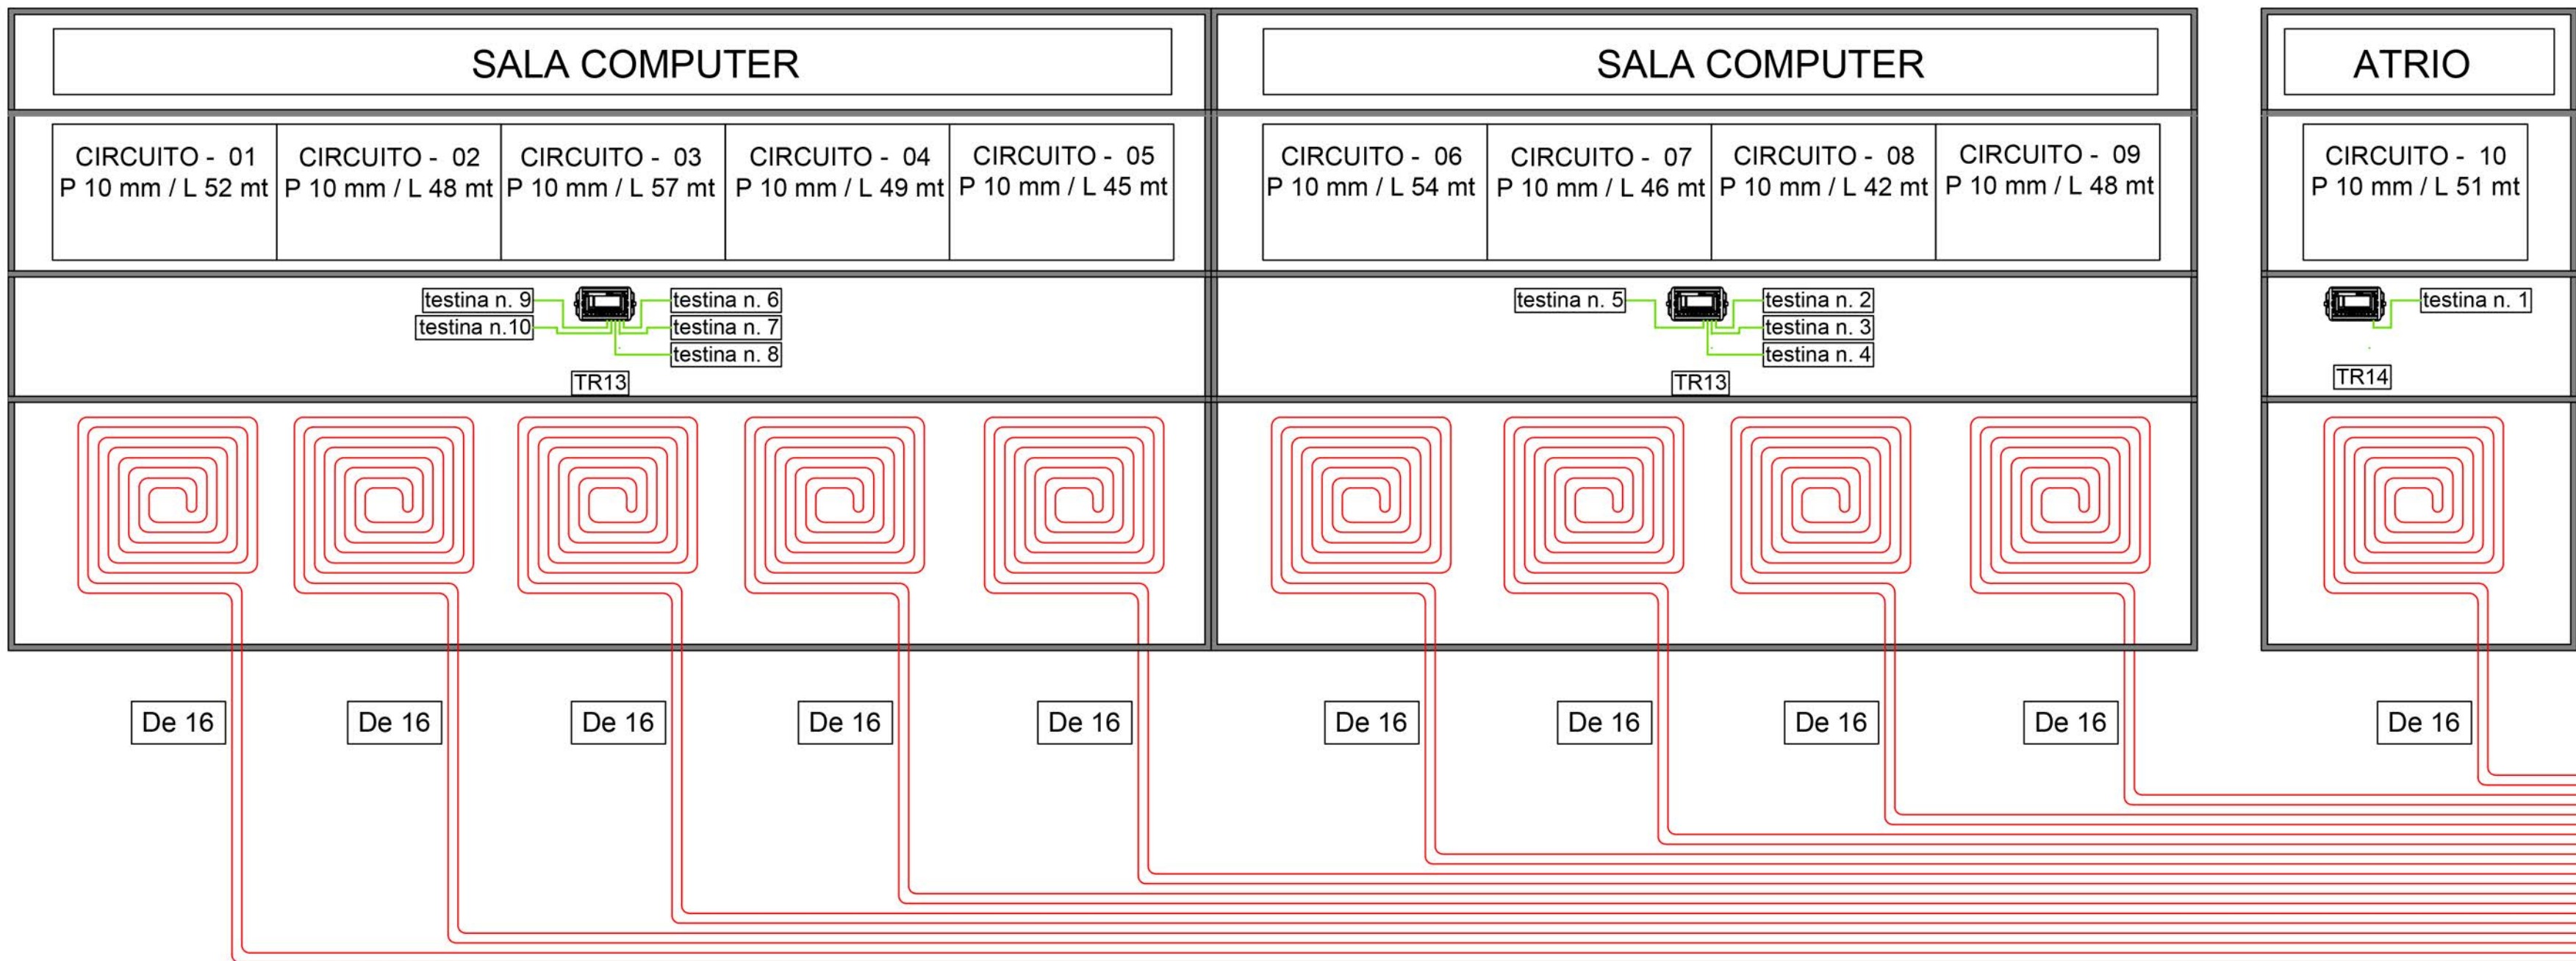 SALA COMPUTER
SALA COMPUTER
ATRIO
CIRCUITO - 01
P 10 mm / L 52 mt
CIRCUITO - 02
P 10 mm / L 48 mt
CIRCUITO - 03
P 10 mm / L 57 mt
CIRCUITO - 04
P 10 mm / L 49 mt
CIRCUITO - 05
P 10 mm / L 45 mt
CIRCUITO - 06
P 10 mm / L 54 mt
CIRCUITO - 07
P 10 mm / L 46 mt
CIRCUITO - 08
P 10 mm / L 42 mt
CIRCUITO - 09
P 10 mm / L 48 mt
CIRCUITO - 10
P 10 mm / L 51 mt
testina n. 9
testina n.10
testina n. 6
testina n. 7
testina n. 8
TR13
testina n. 5
testina n. 2
testina n. 3
testina n. 4
TR13
testina n. 1
TR14
De 16
De 16
De 16
De 16
De 16
De 16
De 16
De 16
De 16
De 16